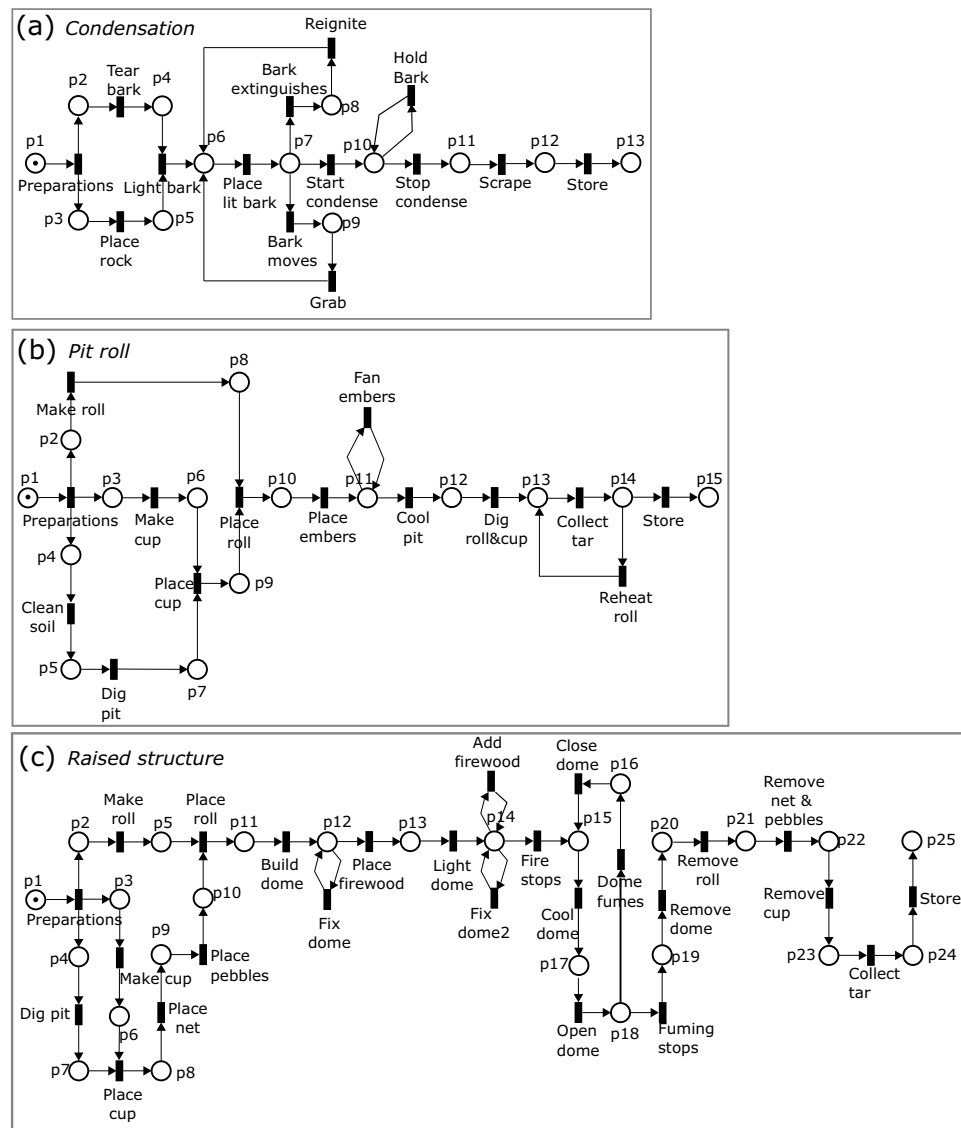 (a) Condensation
Reignite
Tear
bark
Bark
extinguishes
Hold
Bark
p2
p4
p8
p1
p6
p7
p10
p11
p12
p13
Preparations
Light bark
Place
lit bark
Start
condense
Stop
condense
Scrape
Store
p3
p5
p9
Place
rock
Bark
moves
Grab
(b) Pit roll
p8
Fan
embers
Make roll
p2
p1
p3
p6
p10
p11
p12
p13
p14
p15
Preparations
Make
cup
Place
roll
Place
embers
Cool
pit
Dig
roll&cup
Collect
tar
Store
p4
Place
cup
p9
Clean
soil
Reheat
roll
p5
p7
Dig
pit
(c) Raised structure
Add
firewood
Close
dome
p16
Make
roll
Place
roll
Remove
net &
pebbles
p2
p5
p11
p12
p13
p14
p15
p20
p21
p22
p25
Build
dome
Place
firewood
Light
dome
Fire
stops
Dome
fumes
Remove
roll
p1
p3
p10
Preparations
Fix
dome
Fix
dome2
Cool
dome
Remove
dome
Remove
cup
Store
p4
p9
Make cup
Place
pebbles
p17
p19
p23
Collect
tar
p24
Dig pit
p6
Place
net
Open
dome
p18
Fuming
stops
p7
Place
cup
p8